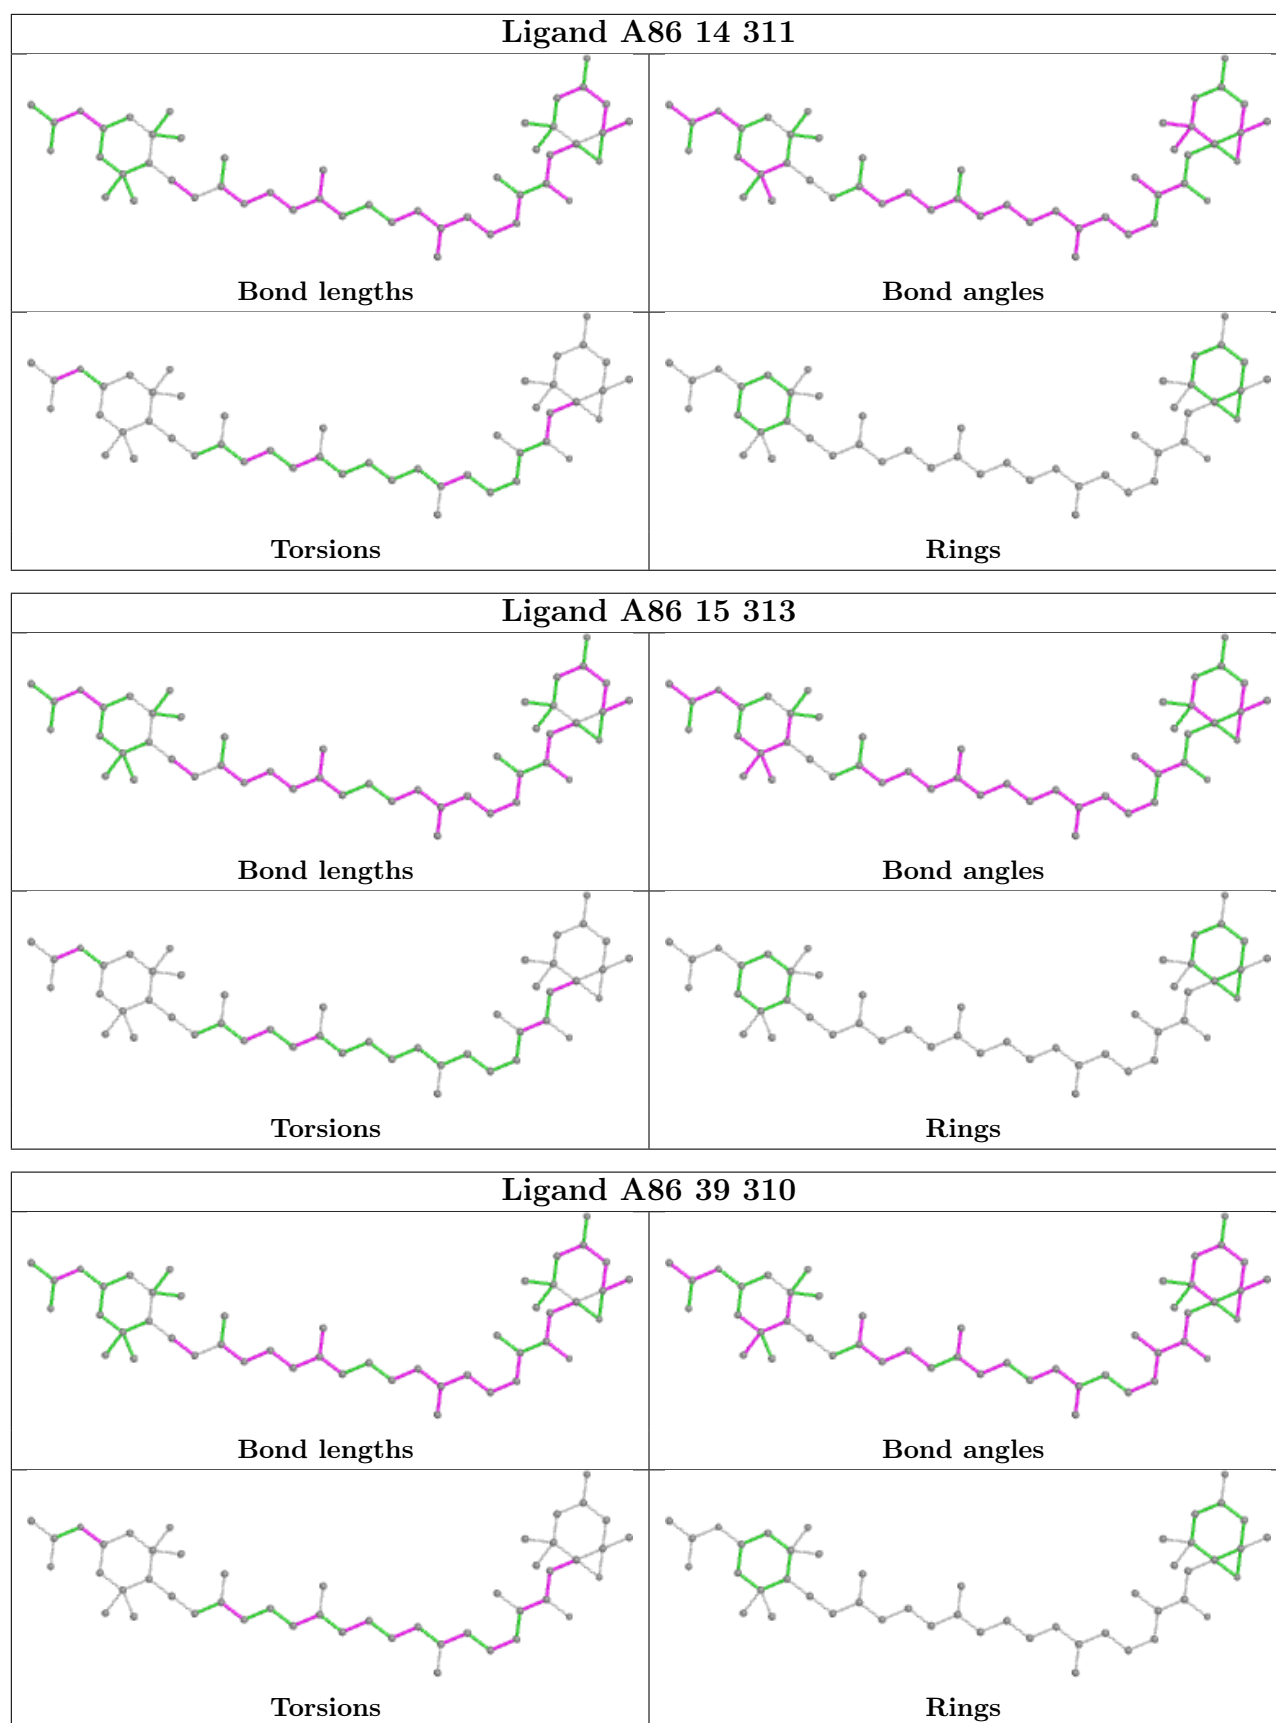 Ligand A86 14 311
Bond lengths
Bond angles
Torsions
Rings
Ligand A86 15 313
Bond lengths
Bond angles
Torsions
Rings
Ligand A86 39 310
Bond lengths
Bond angles
Torsions
Rings